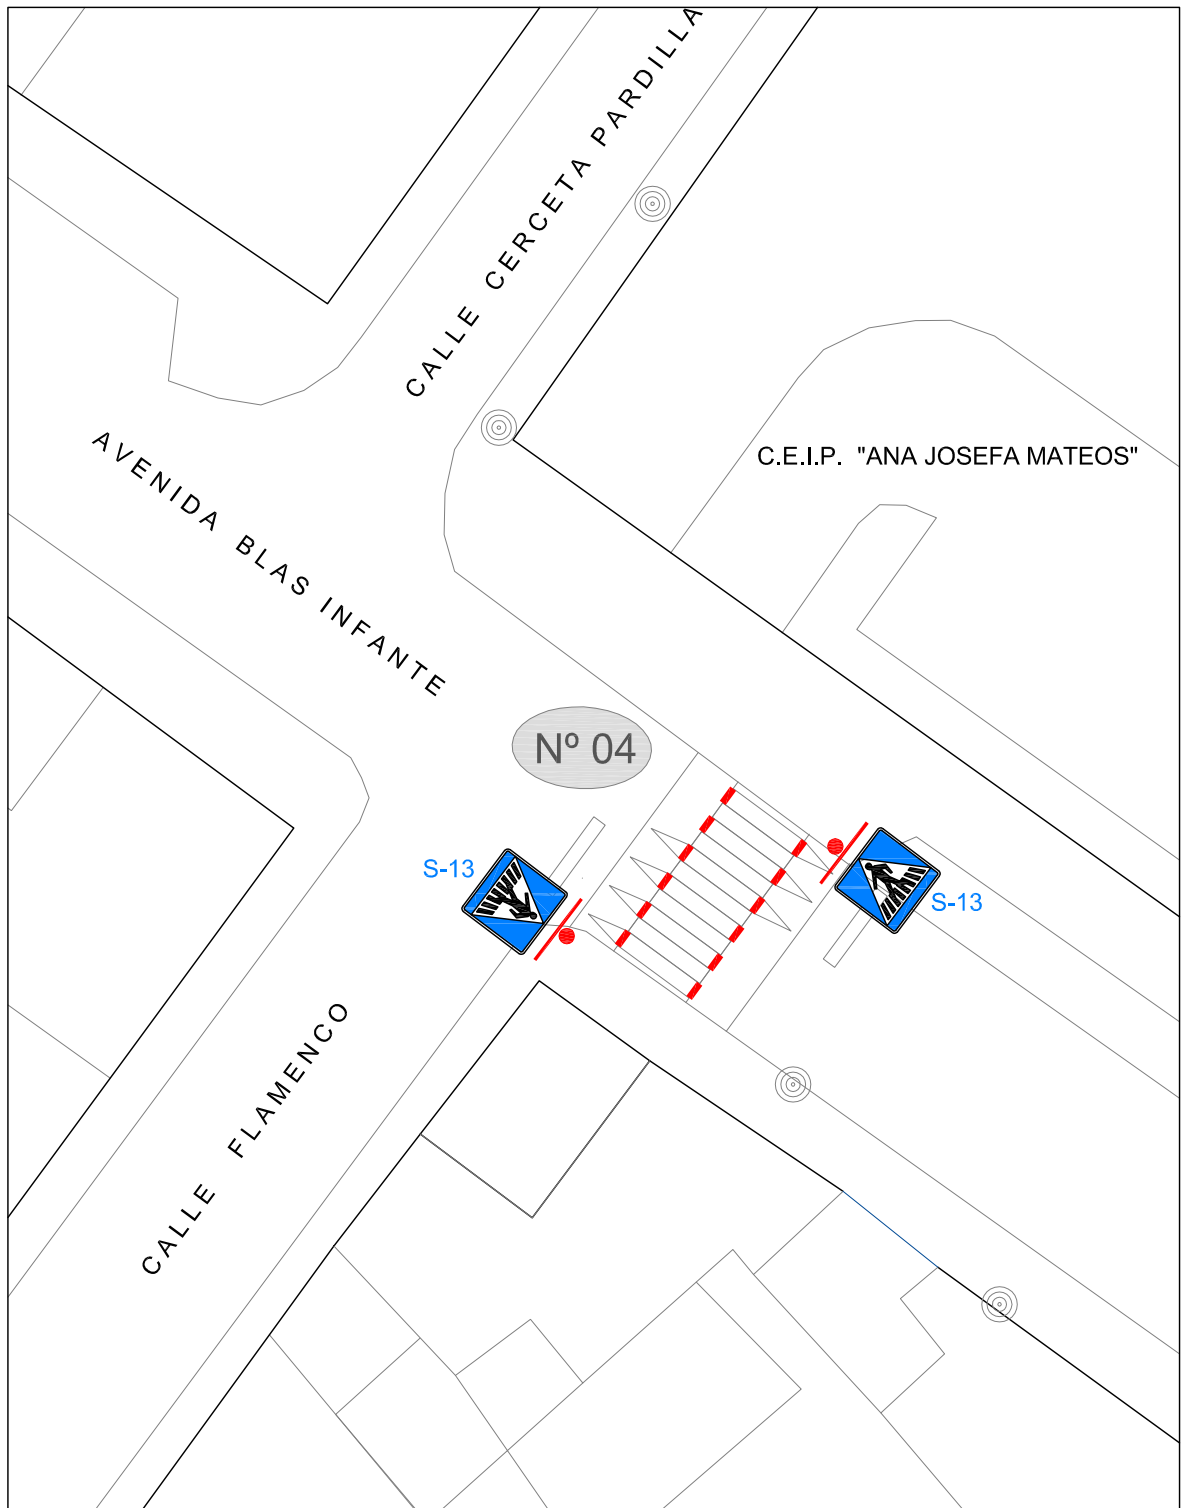 CALLE CERCETA PARDILLA
AVENIDA BLAS INFANTE
C.E.I.P. "ANA JOSEFA MATEOS"
Nº 04
S-13
S-13
CALLE FLAMENCO